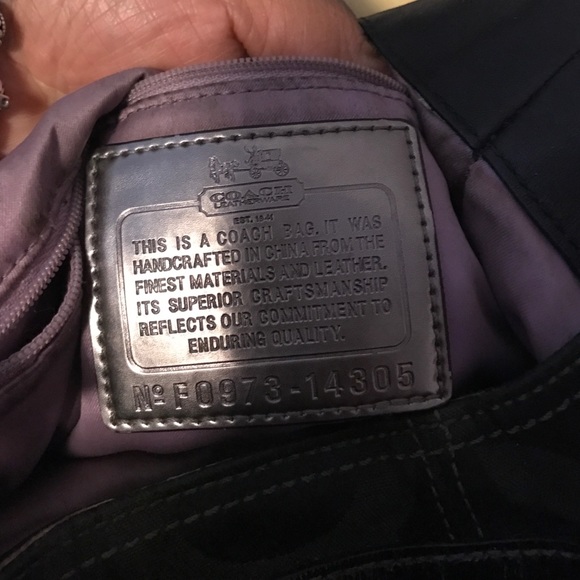 COACH
LEATHERWARE
EST. 1941
THIS IS A COACH BAG. IT WAS
HANDCRAFTED IN CHINA FROM THE
FINEST MATERIALS AND LEATHER.
ITS SUPERIOR CRAFTSMANSHIP
REFLECTS OUR COMMITMENT TO
ENDURING QUALITY.
Nº F0973-14305